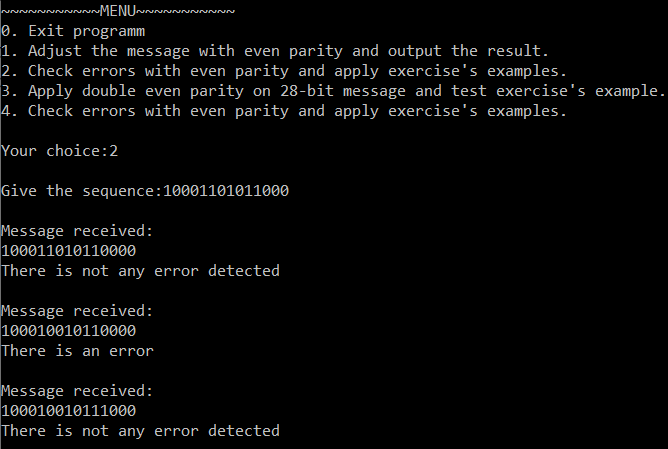 ~~~~~~~~~~~MENU~~~~~~~~~~~
0. Exit programm
1. Adjust the message with even parity and output the result.
2. Check errors with even parity and apply exercise's examples.
3. Apply double even parity on 28-bit message and test exercise's example.
4. Check errors with even parity and apply exercise's examples.
Your choice:2
Give the sequence:10001101011000
Message received:
100011010110000
There is not any error detected
Message received:
100010010110000
There is an error
Message received:
100010010111000
There is not any error detected